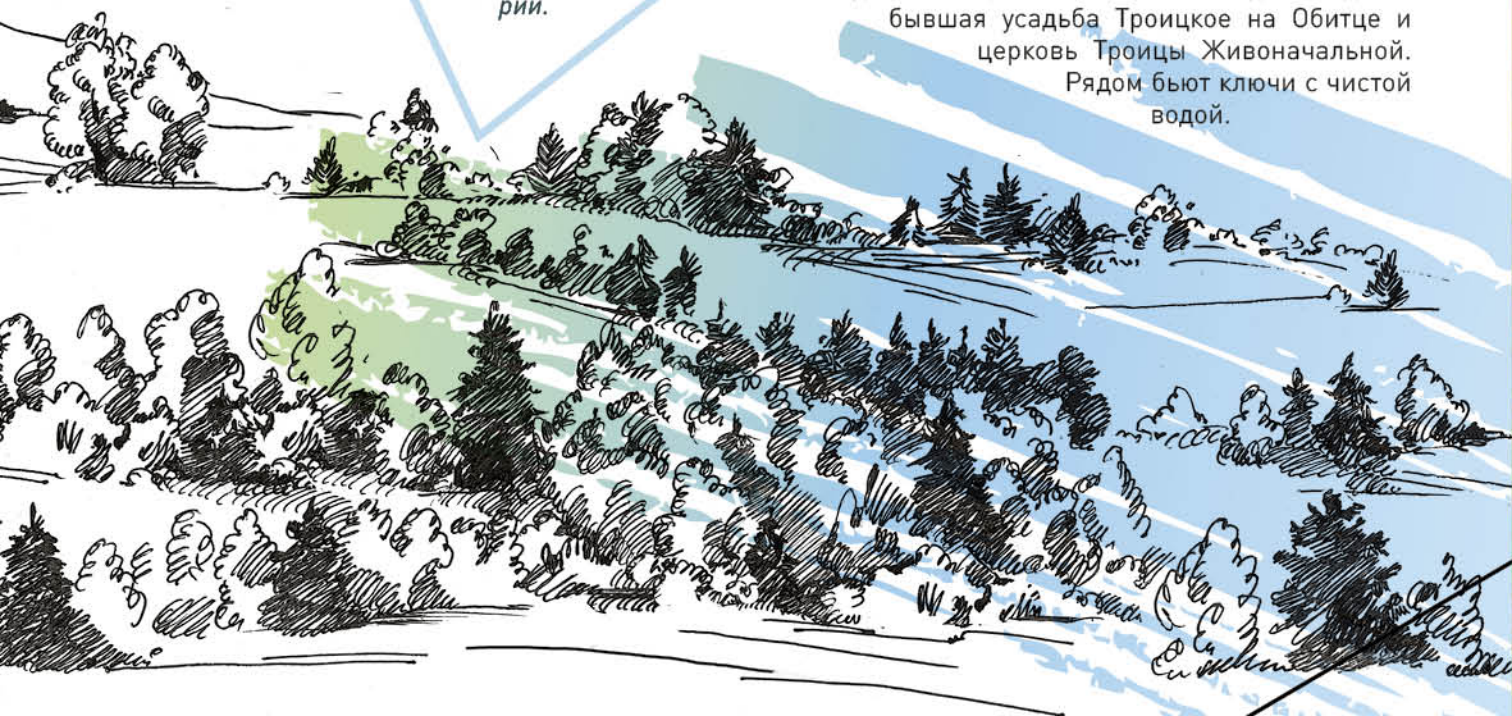 рии.
бывшая усадьба Троицкое на Обитце и
церковь Троицы Живоначальной.
Рядом бьют ключи с чистой
водой.